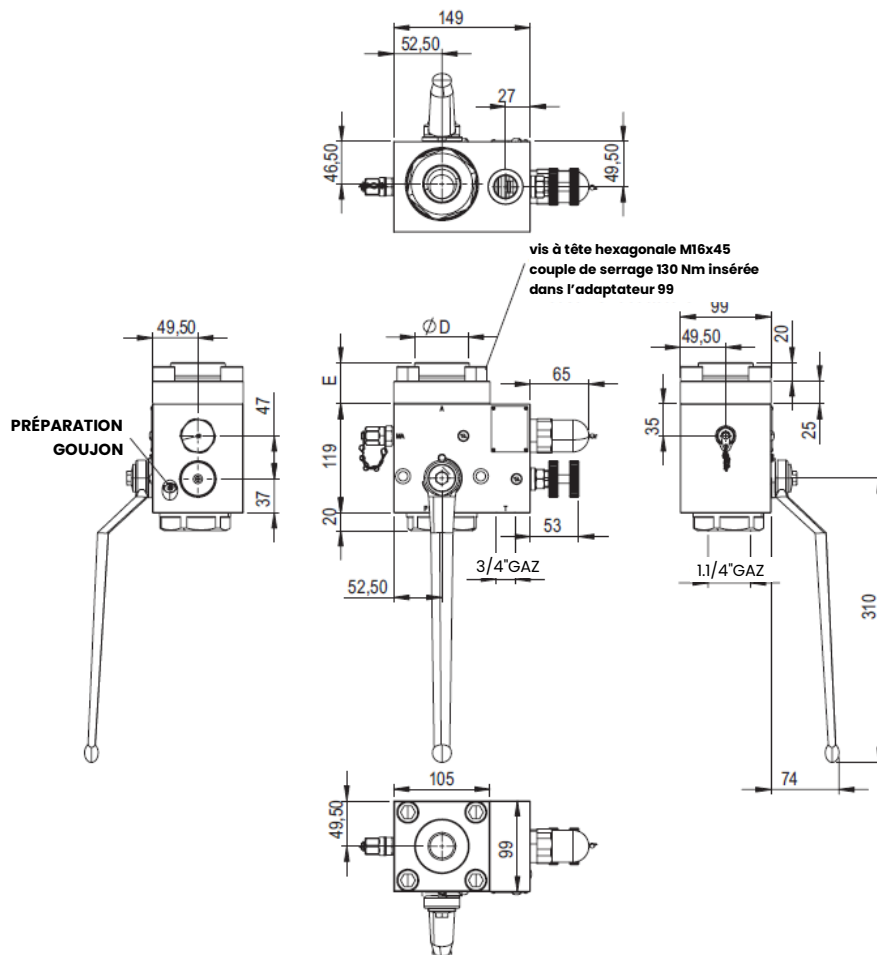 149
52,50
27
46,50
49,50
vis à tête hexagonale M16x45
couple de serrage 130 Nm insérée
dans l’adaptateur 99
49,50
47
37
PRÉPARATION
GOUJON
ØD
E
65
119
20
MA
A
P
T
53
3/4"GAZ
52,50
99
49,50
20
35
25
1.1/4"GAZ
310
74
105
49,50
99